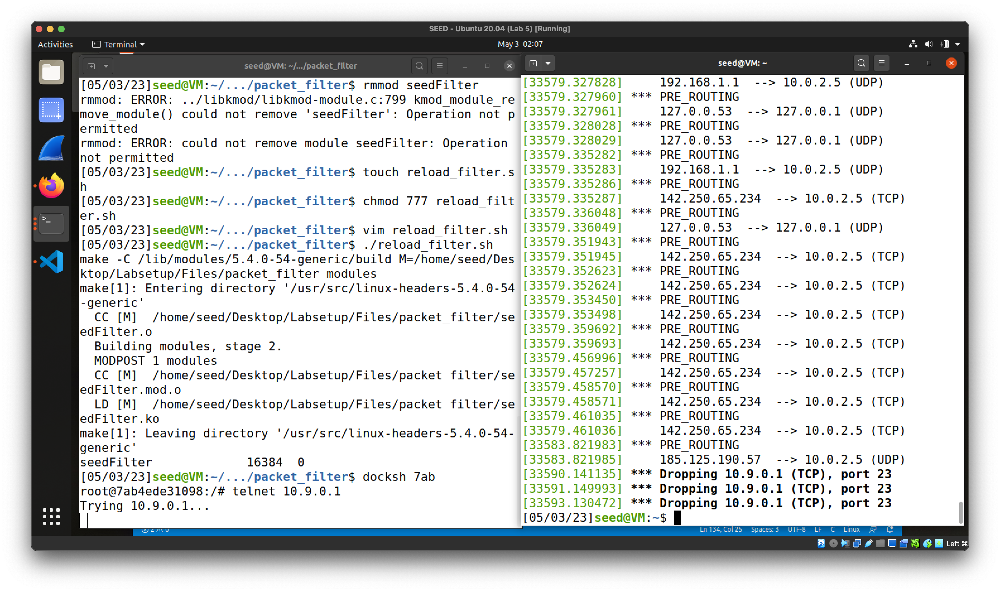 SEED - Ubuntu 20.04 (Lab 5) [Running]
Activities
Terminal
May 3 02:07
seed@VM: ~/.../packet_filter
[05/03/23]seed@VM:~/.../packet_filter$ rmmod seedFilter
rmmod: ERROR: ../libkmod/libkmod-module.c:799 kmod_module_re
move_module() could not remove 'seedFilter': Operation not p
ermitted
rmmod: ERROR: could not remove module seedFilter: Operation
not permitted
[05/03/23]seed@VM:~/.../packet_filter$ touch reload_filter.s
h
[05/03/23]seed@VM:~/.../packet_filter$ chmod 777 reload_filt
er.sh
[05/03/23]seed@VM:~/.../packet_filter$ vim reload_filter.sh
[05/03/23]seed@VM:~/.../packet_filter$ ./reload_filter.sh
make -C /lib/modules/5.4.0-54-generic/build M=/home/seed/Des
ktop/Labsetup/Files/packet_filter modules
make[1]: Entering directory '/usr/src/linux-headers-5.4.0-54
-generic'
  CC [M]  /home/seed/Desktop/Labsetup/Files/packet_filter/se
edFilter.o
  Building modules, stage 2.
  MODPOST 1 modules
  CC [M]  /home/seed/Desktop/Labsetup/Files/packet_filter/se
edFilter.mod.o
  LD [M]  /home/seed/Desktop/Labsetup/Files/packet_filter/se
edFilter.ko
make[1]: Leaving directory '/usr/src/linux-headers-5.4.0-54-
generic'
seedFilter             16384  0
[05/03/23]seed@VM:~/.../packet_filter$ docksh 7ab
root@7ab4ede31098:/# telnet 10.9.0.1
Trying 10.9.0.1...
seed@VM: ~
[33579.327828]     192.168.1.1  --> 10.0.2.5 (UDP)
[33579.327960] *** PRE_ROUTING
[33579.327961]     127.0.0.53  --> 127.0.0.1 (UDP)
[33579.328028] *** PRE_ROUTING
[33579.328029]     127.0.0.53  --> 127.0.0.1 (UDP)
[33579.335282] *** PRE_ROUTING
[33579.335283]     192.168.1.1  --> 10.0.2.5 (UDP)
[33579.335286] *** PRE_ROUTING
[33579.335287]     142.250.65.234  --> 10.0.2.5 (TCP)
[33579.336048] *** PRE_ROUTING
[33579.336049]     127.0.0.53  --> 127.0.0.1 (UDP)
[33579.351943] *** PRE_ROUTING
[33579.351945]     142.250.65.234  --> 10.0.2.5 (TCP)
[33579.352623] *** PRE_ROUTING
[33579.352624]     142.250.65.234  --> 10.0.2.5 (TCP)
[33579.353450] *** PRE_ROUTING
[33579.353498]     142.250.65.234  --> 10.0.2.5 (TCP)
[33579.359692] *** PRE_ROUTING
[33579.359693]     142.250.65.234  --> 10.0.2.5 (TCP)
[33579.456996] *** PRE_ROUTING
[33579.457257]     142.250.65.234  --> 10.0.2.5 (TCP)
[33579.458570] *** PRE_ROUTING
[33579.458571]     142.250.65.234  --> 10.0.2.5 (TCP)
[33579.461035] *** PRE_ROUTING
[33579.461036]     142.250.65.234  --> 10.0.2.5 (TCP)
[33583.821983] *** PRE_ROUTING
[33583.821985]     185.125.190.57  --> 10.0.2.5 (UDP)
[33590.141135] *** Dropping 10.9.0.1 (TCP), port 23
[33591.149993] *** Dropping 10.9.0.1 (TCP), port 23
[33593.130472] *** Dropping 10.9.0.1 (TCP), port 23
[05/03/23]seed@VM:~$
2 0
Ln 134, Col 25 Spaces: 3 UTF-8 LF C Linux
Left ⌘